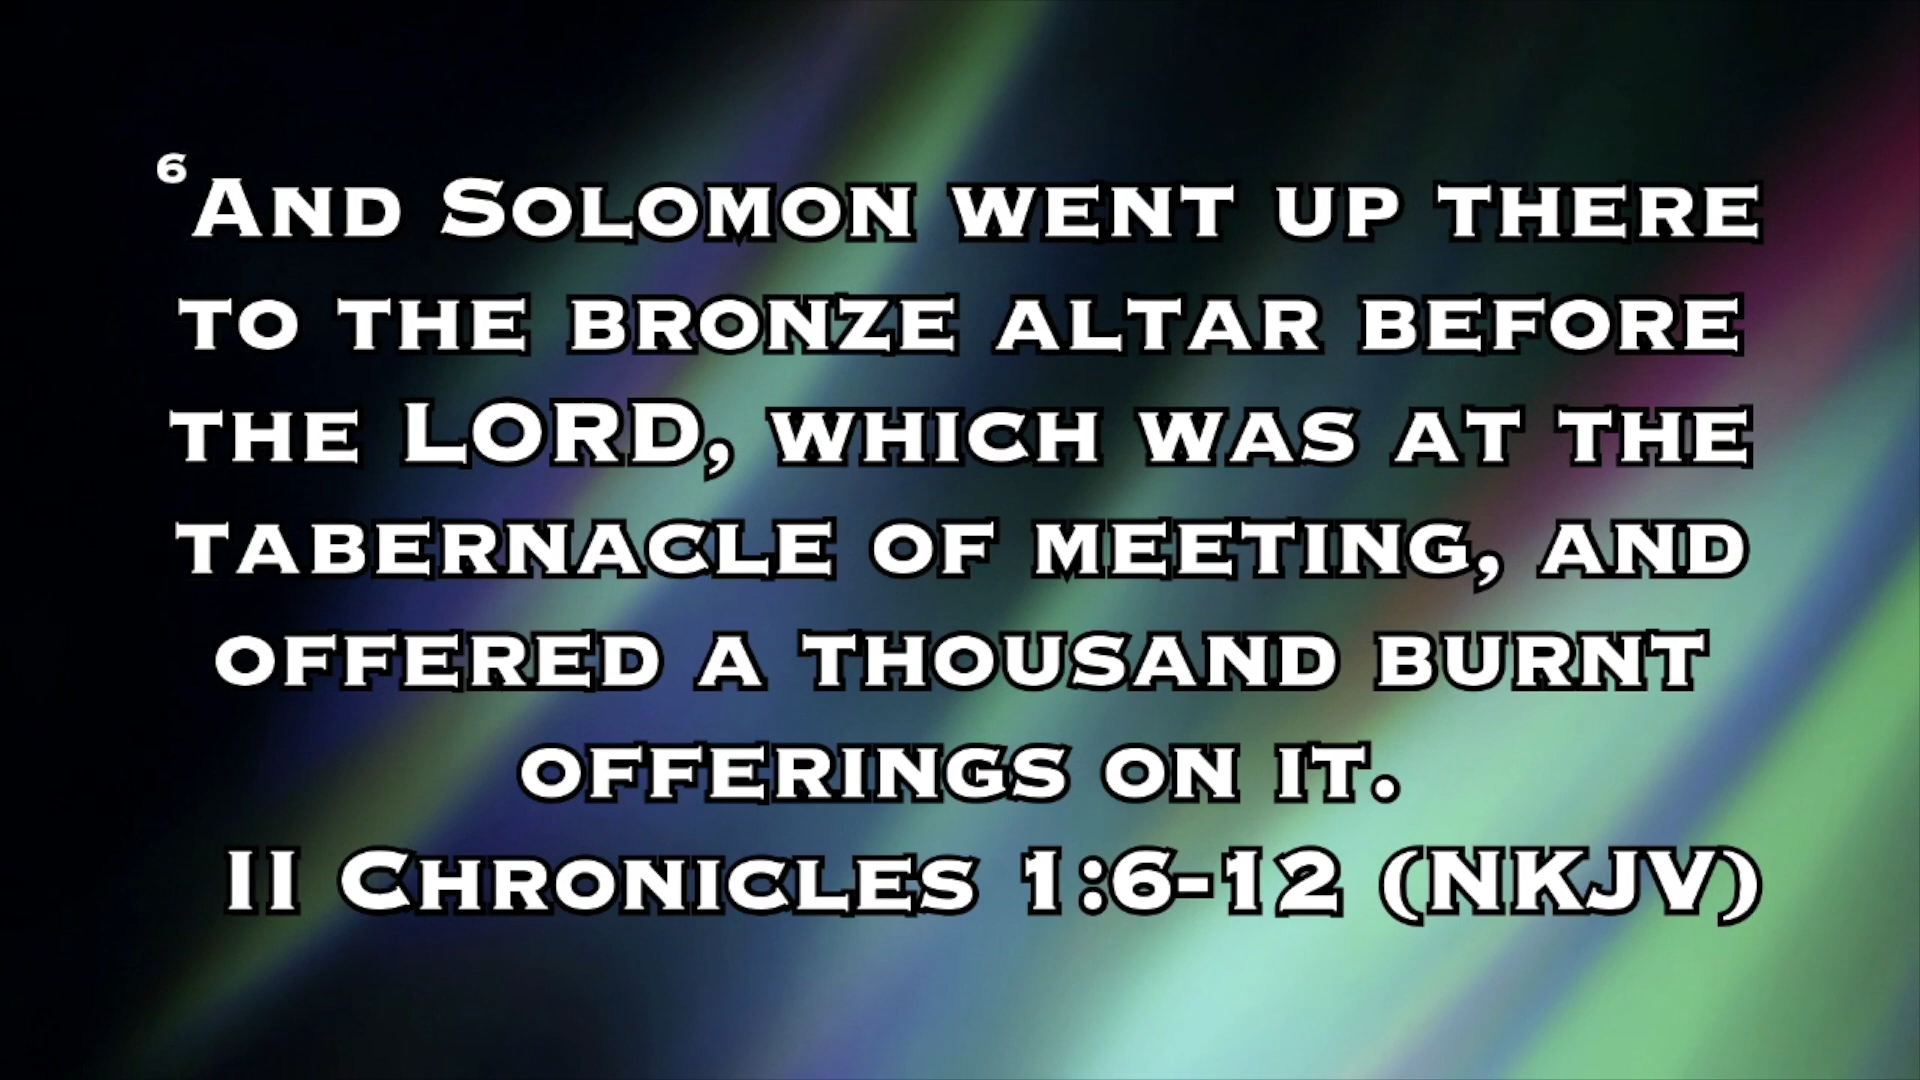 ⁶And Solomon went up there
to the bronze altar before
the LORD, which was at the
tabernacle of meeting, and
offered a thousand burnt
offerings on it.
II Chronicles 1:6-12 (NKJV)